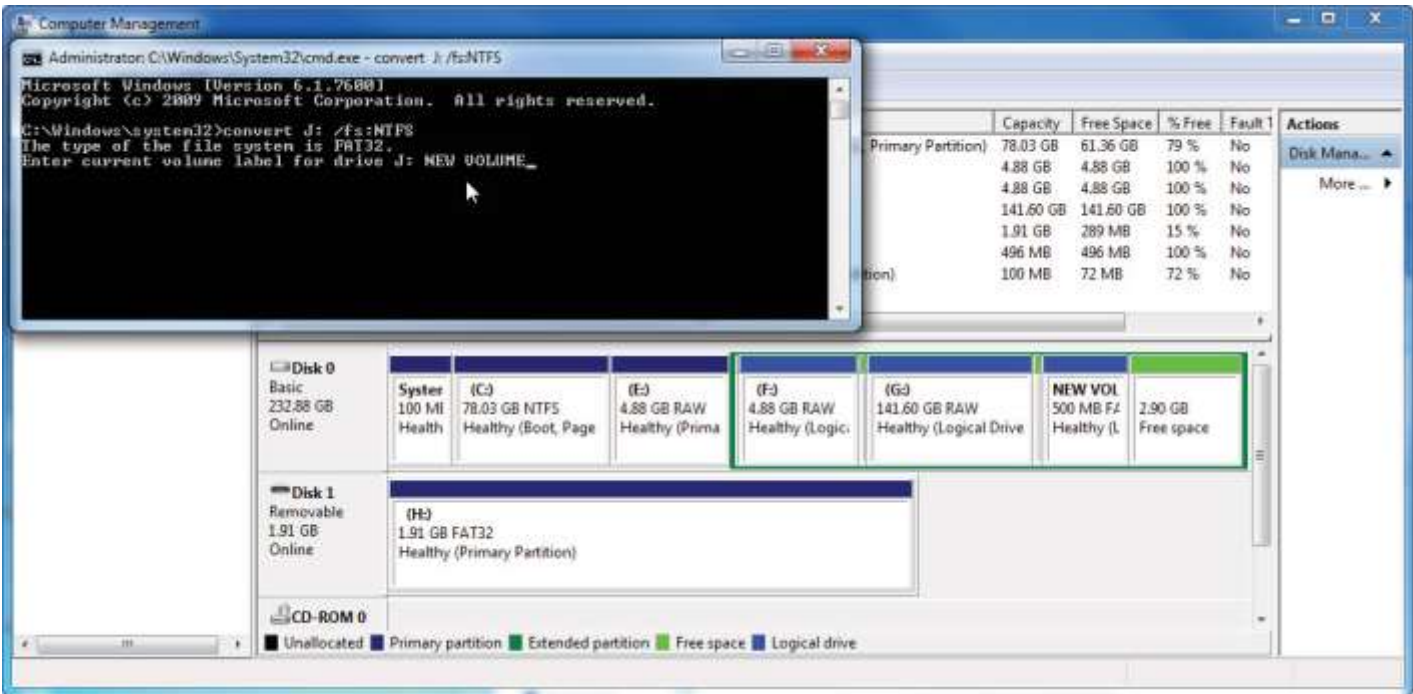 Computer Management
Administrator: C:\Windows\System32\cmd.exe - convert J: /fs:NTFS
Microsoft Windows [Version 6.1.7600]
Copyright (c) 2009 Microsoft Corporation. All rights reserved.
C:\Windows\system32>convert J: /fs:NTFS
The type of the file system is FAT32.
Enter current volume label for drive J: NEW VOLUME_
Capacity Free Space % Free Fault T Actions
Primary Partition) 78.03 GB 61.36 GB 79 % No
Disk Mana...
4.88 GB 4.88 GB 100 % No
More ...
4.88 GB 4.88 GB 100 % No
141.60 GB 141.60 GB 100 % No
1.91 GB 289 MB 15 % No
496 MB 496 MB 100 % No
tion) 100 MB 72 MB 72 % No
Disk 0
Basic
232.88 GB
Online
Syster
100 MI
Health
(C:)
78.03 GB NTFS
Healthy (Boot, Page
(E:)
4.88 GB RAW
Healthy (Prima
(F:)
4.88 GB RAW
Healthy (Logic
(G:)
141.60 GB RAW
Healthy (Logical Drive
NEW VOL
500 MB FA
Healthy (L
2.90 GB
Free space
Disk 1
Removable
1.91 GB
Online
(H:)
1.91 GB FAT32
Healthy (Primary Partition)
CD-ROM 0
Unallocated Primary partition Extended partition Free space Logical drive